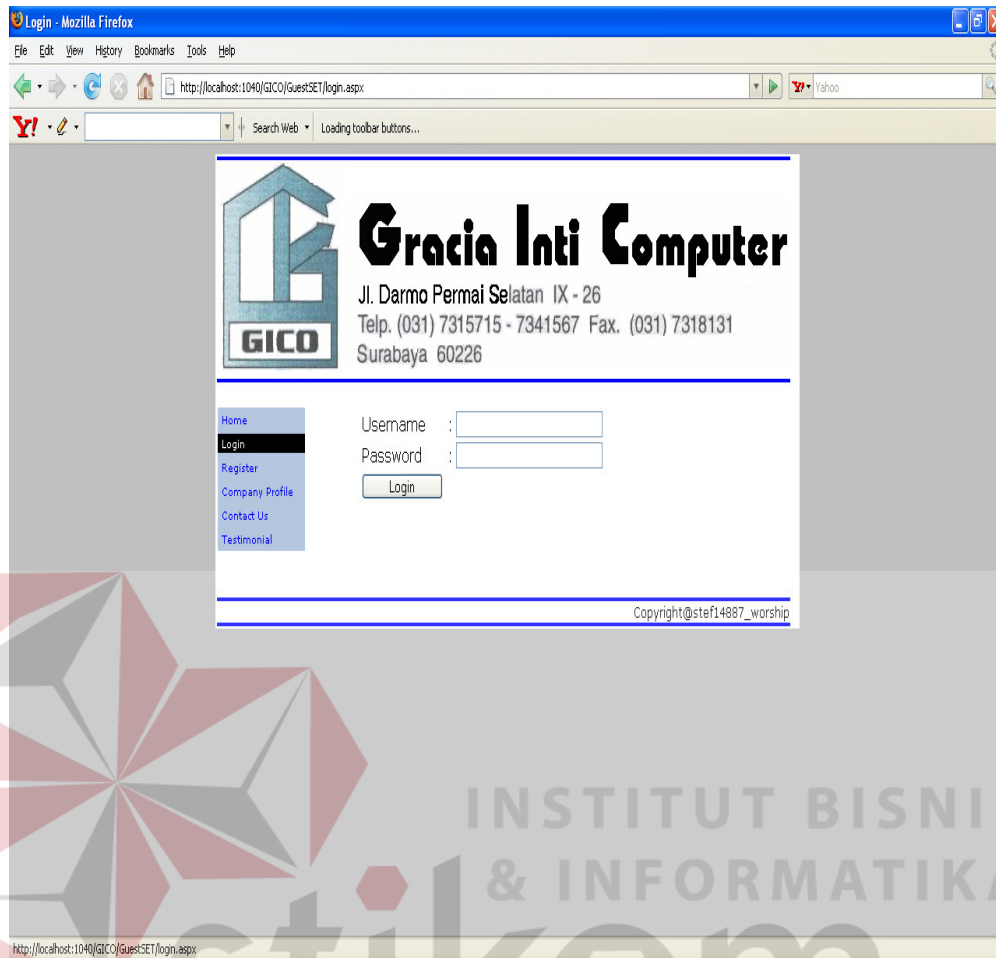 Login - Mozilla Firefox
File Edit View History Bookmarks Tools Help
http://localhost:1040/GICO/GuestSET/login.aspx
Y! Yahoo
Y! Search Web Loading toolbar buttons...
GICO
Gracia Inti Computer
Jl. Darmo Permai Selatan IX - 26
Telp. (031) 7315715 - 7341567 Fax. (031) 7318131
Surabaya 60226
Home
Login
Register
Company Profile
Contact Us
Testimonial
Username :
Password :
Login
Copyright@stef14887_worship
INSTITUT BISNI
& INFORMATIKA
stikom
http://localhost:1040/GICO/GuestSET/login.aspx